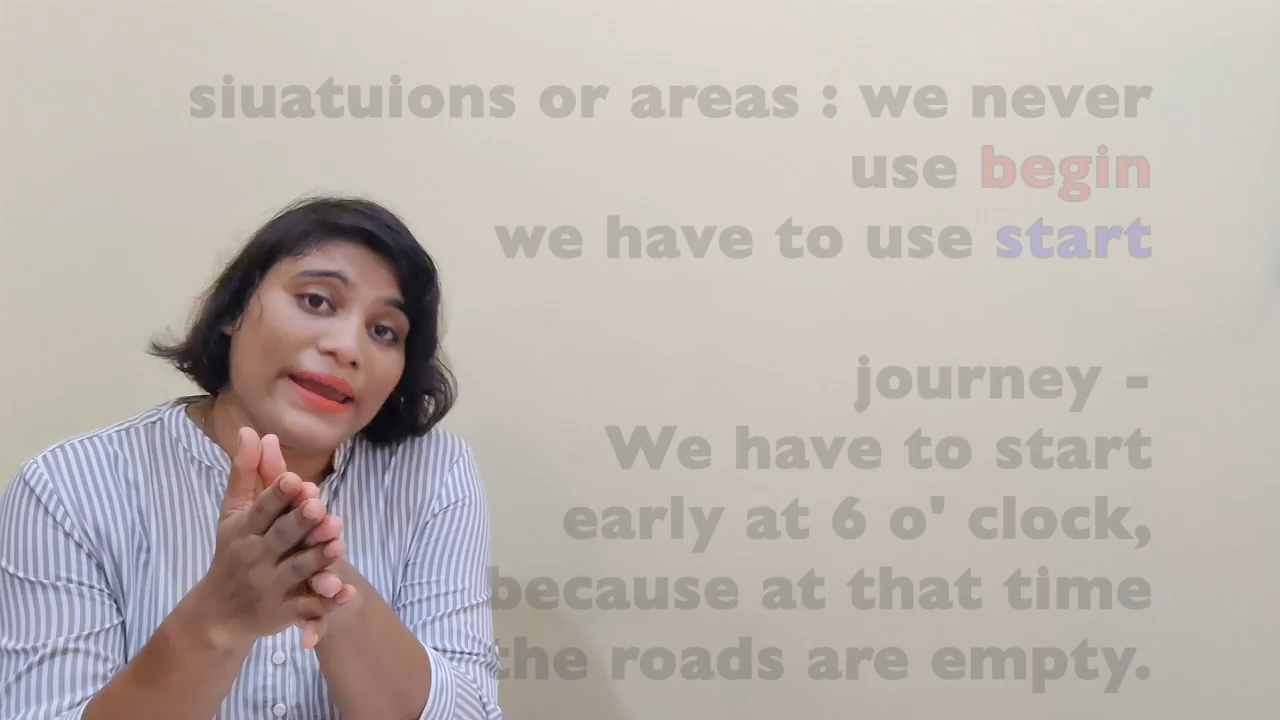 siuatuions or areas : we never
use begin
we have to use start
journey -
We have to start
early at 6 o' clock,
because at that time
the roads are empty.